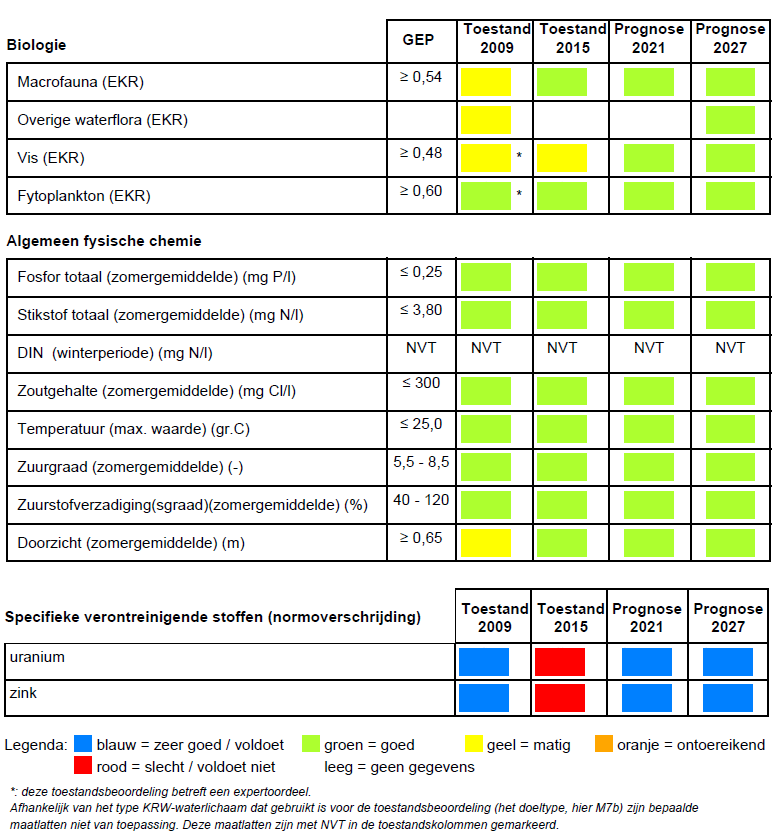 Biologie GEP Toestand 2009 Toestand 2015 Prognose 2021 Prognose 2027
Macrofauna (EKR) ≥ 0,54
Overige waterflora (EKR)
Vis (EKR) ≥ 0,48 *
Fytoplankton (EKR) ≥ 0,60 *
Algemeen fysische chemie
Fosfor totaal (zomergemiddelde) (mg P/l) ≤ 0,25
Stikstof totaal (zomergemiddelde) (mg N/l) ≤ 3,80
DIN (winterperiode) (mg N/l) NVT NVT NVT NVT NVT
Zoutgehalte (zomergemiddelde) (mg Cl/l) ≤ 300
Temperatuur (max. waarde) (gr.C) ≤ 25,0
Zuurgraad (zomergemiddelde) (-) 5,5 - 8,5
Zuurstofverzadiging(sgraad)(zomergemiddelde) (%) 40 - 120
Doorzicht (zomergemiddelde) (m) ≥ 0,65
Specifieke verontreinigende stoffen (normoverschrijding) Toestand 2009 Toestand 2015 Prognose 2021 Prognose 2027
uranium
zink
Legenda: blauw = zeer goed / voldoet groen = goed geel = matig oranje = ontoereikend
rood = slecht / voldoet niet leeg = geen gegevens
*: deze toestandsbeoordeling betreft een expertoordeel.
Afhankelijk van het type KRW-waterlichaam dat gebruikt is voor de toestandsbeoordeling (het doeltype, hier M7b) zijn bepaalde
maatlatten niet van toepassing. Deze maatlatten zijn met NVT in de toestandskolommen gemarkeerd.